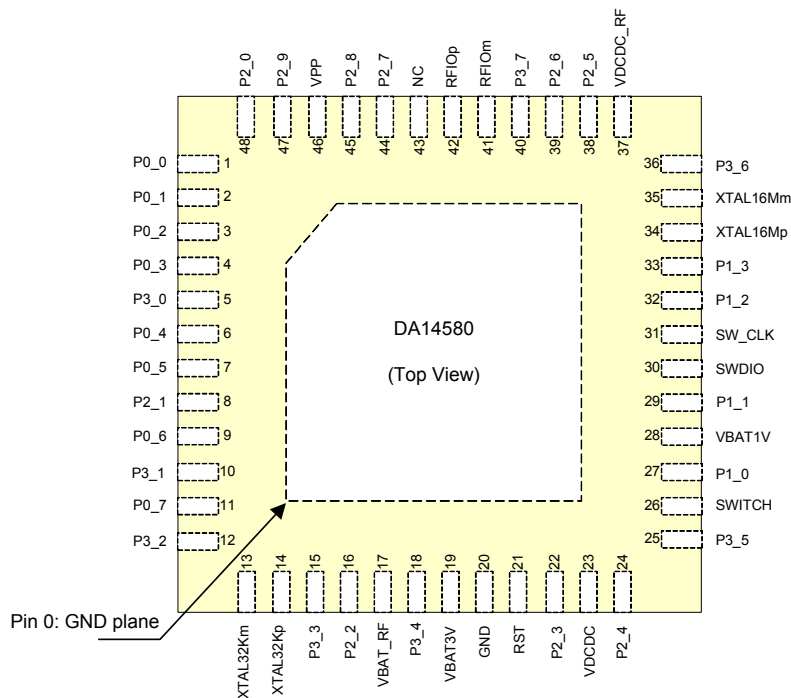 P2_0
P2_9
VPP
P2_8
P2_7
NC
RFIOp
RFIOm
P3_7
P2_6
P2_5
VDCDC_RF
48
47
46
45
44
43
42
41
40
39
38
37
P0_0 1
P0_1 2
P0_2 3
P0_3 4
P3_0 5
P0_4 6
P0_5 7
P2_1 8
P0_6 9
P3_1 10
P0_7 11
P3_2 12
DA14580
(Top View)
36 P3_6
35 XTAL16Mm
34 XTAL16Mp
33 P1_3
32 P1_2
31 SW_CLK
30 SWDIO
29 P1_1
28 VBAT1V
27 P1_0
26 SWITCH
25 P3_5
13
14
15
16
17
18
19
20
21
22
23
24
XTAL32Km
XTAL32Kp
P3_3
P2_2
VBAT_RF
P3_4
VBAT3V
GND
RST
P2_3
VDCDC
P2_4
Pin 0: GND plane